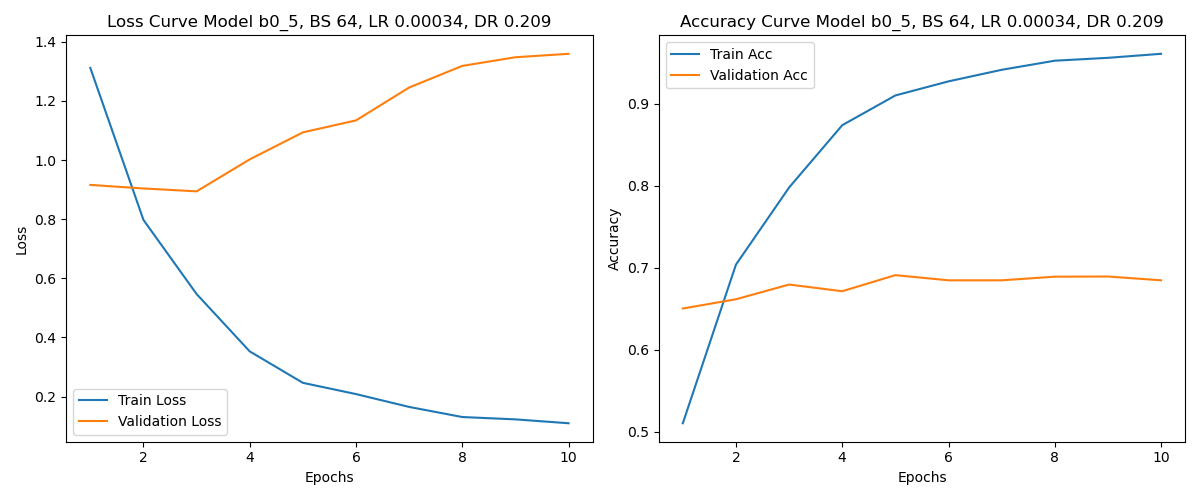 Loss Curve Model b0_5, BS 64, LR 0.00034, DR 0.209
1.4
1.2
1.0
0.8
0.6
0.4
0.2
Loss
Train Loss
Validation Loss
2 4 6 8 10
Epochs
Accuracy Curve Model b0_5, BS 64, LR 0.00034, DR 0.209
Train Acc
Validation Acc
0.9
0.8
0.7
0.6
0.5
Accuracy
2 4 6 8 10
Epochs